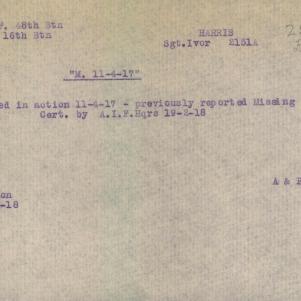 F. 48th Btn
16th Btn
HARRIS
Sgt.Ivor 2151A
"M. 11-4-17"
ed in action 11-4-17 - previously reported Missing
Cert. by A.I.F.Hqrs 19-2-18
A & P
on
-18